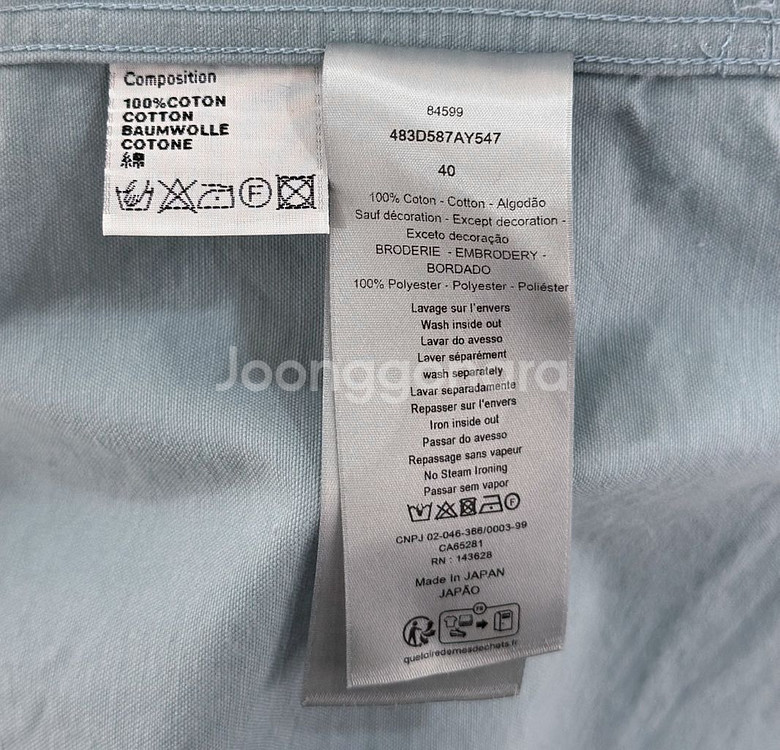 Composition
100%COTON
COTTON
BAUMWOLLE
COTONE
綿
F
84599
483D587AY547
40
100% Coton - Cotton - Algodão
Sauf décoration - Except decoration -
Exceto decoração
BRODERIE - EMBRODERY -
BORDADO
100% Polyester - Polyester - Poliéster
Lavage sur l'envers
Wash inside out
Lavar do avesso
Laver séparément
wash separately
Lavar separadamente
Repasser sur l'envers
Iron inside out
Passar do avesso
Repassage sans vapeur
No Steam Ironing
Passar sem vapor
F
CNPJ 02-046-366/0003-99
CA65281
RN : 143628
Made In JAPAN
JAPÃO
FR
quefairedemesdechets.fr
Joonggonara